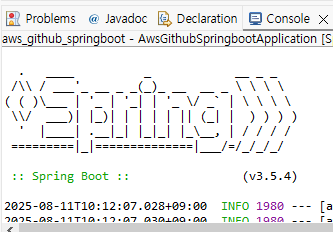 Problems @ Javadoc Declaration Console
aws_github_springboot - AwsGithubSpringbootApplication [S
Spring
:: Spring Boot :: (v3.5.4)
2025-08-11T10:12:07.028+09:00 INFO 1980 --- [a
2025-08-11T10:12:07.030+09:00 INFO 1980 --- [a